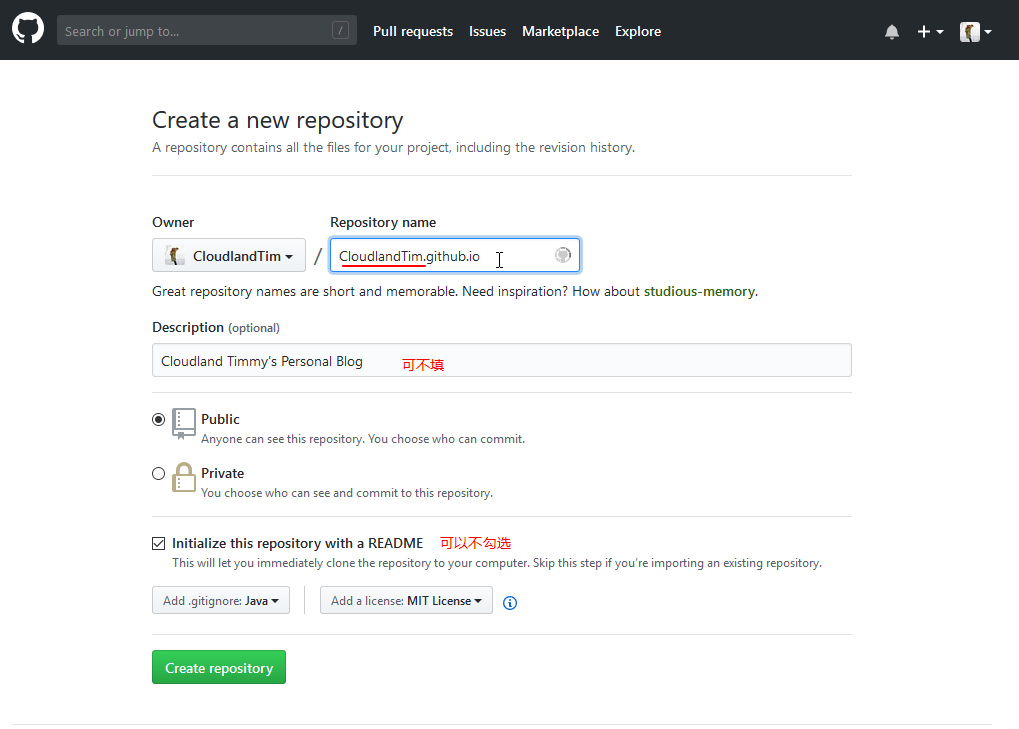 Search or jump to... /
Pull requests Issues Marketplace Explore
Create a new repository
A repository contains all the files for your project, including the revision history.
Owner Repository name
CloudlandTim / CloudlandTim.github.io
Great repository names are short and memorable. Need inspiration? How about studious-memory.
Description (optional)
Cloudland Timmy's Personal Blog 可不填
Public
Anyone can see this repository. You choose who can commit.
Private
You choose who can see and commit to this repository.
Initialize this repository with a README 可以不勾选
This will let you immediately clone the repository to your computer. Skip this step if you're importing an existing repository.
Add .gitignore: Java Add a license: MIT License
Create repository